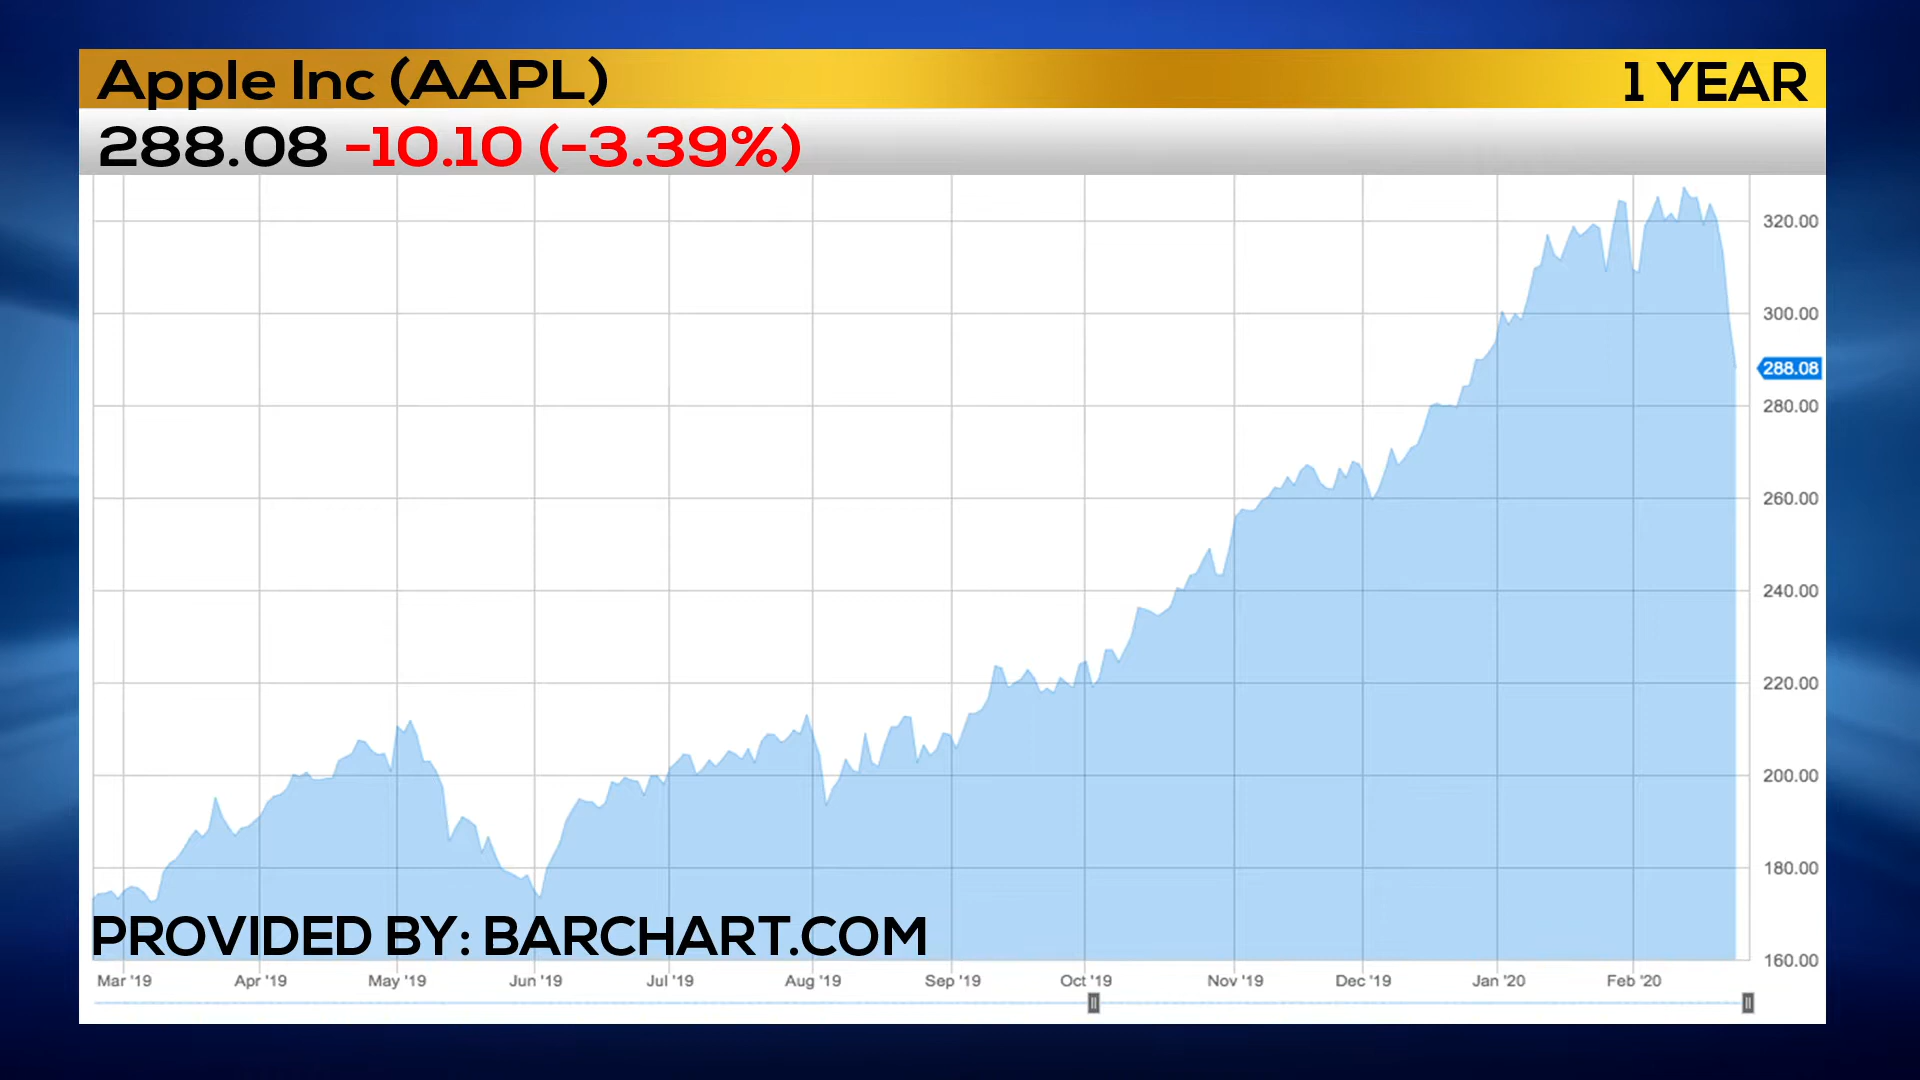 Apple Inc (AAPL)
1 YEAR
288.08 -10.10 (-3.39%)
320.00
300.00
288.08
280.00
260.00
240.00
220.00
200.00
180.00
160.00
PROVIDED BY: BARCHART.COM
Mar '19 Apr '19 May '19 Jun '19 Jul '19 Aug '19 Sep '19 Oct '19 Nov '19 Dec '19 Jan '20 Feb '20